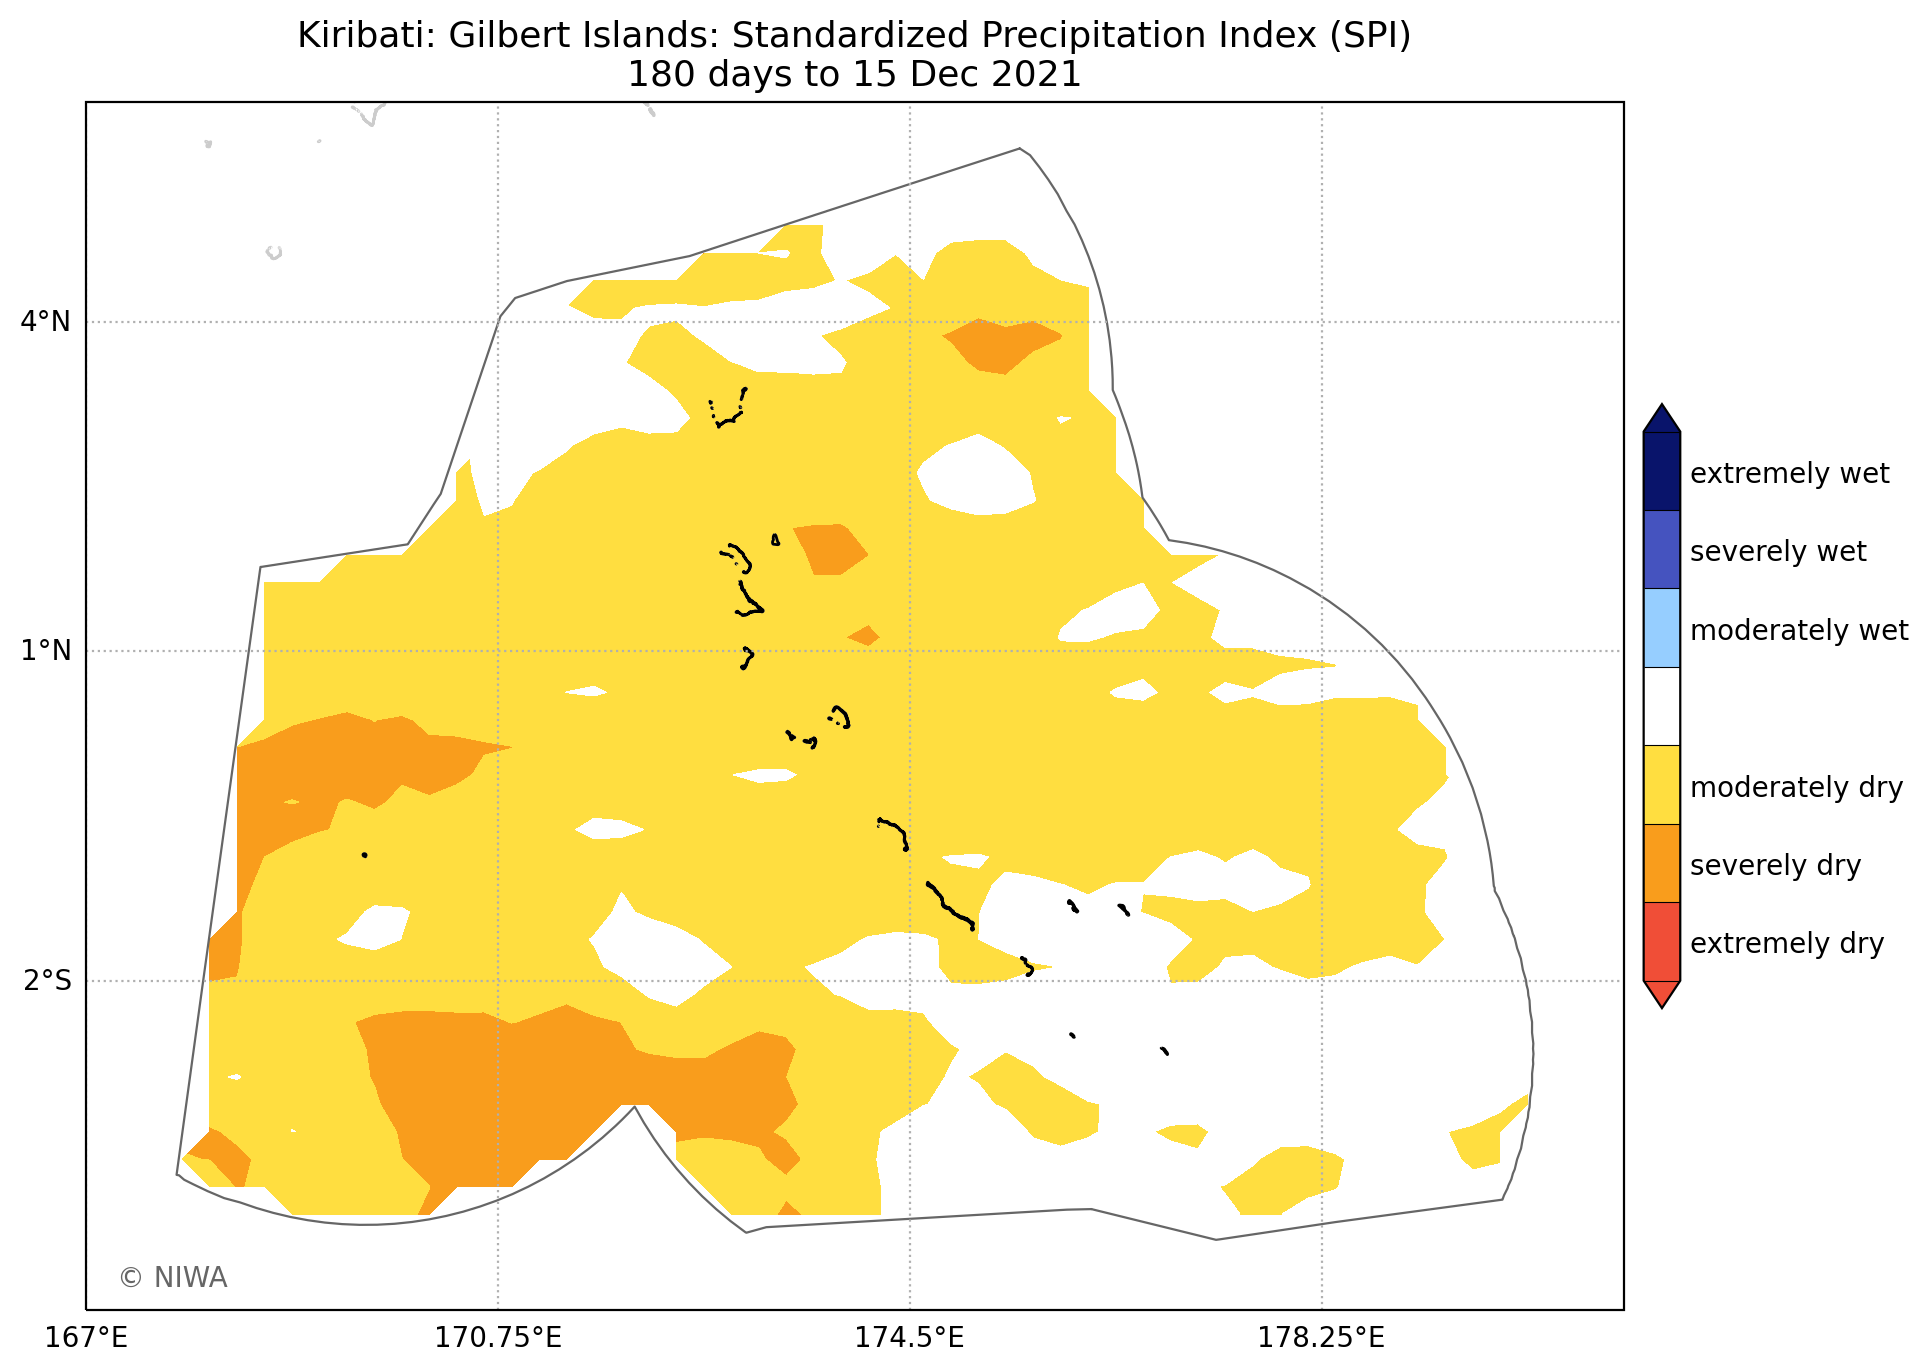 Kiribati: Gilbert Islands: Standardized Precipitation Index (SPI)
180 days to 15 Dec 2021
4°N
1°N
2°S
167°E
170.75°E
174.5°E
178.25°E
extremely wet
severely wet
moderately wet
moderately dry
severely dry
extremely dry
© NIWA